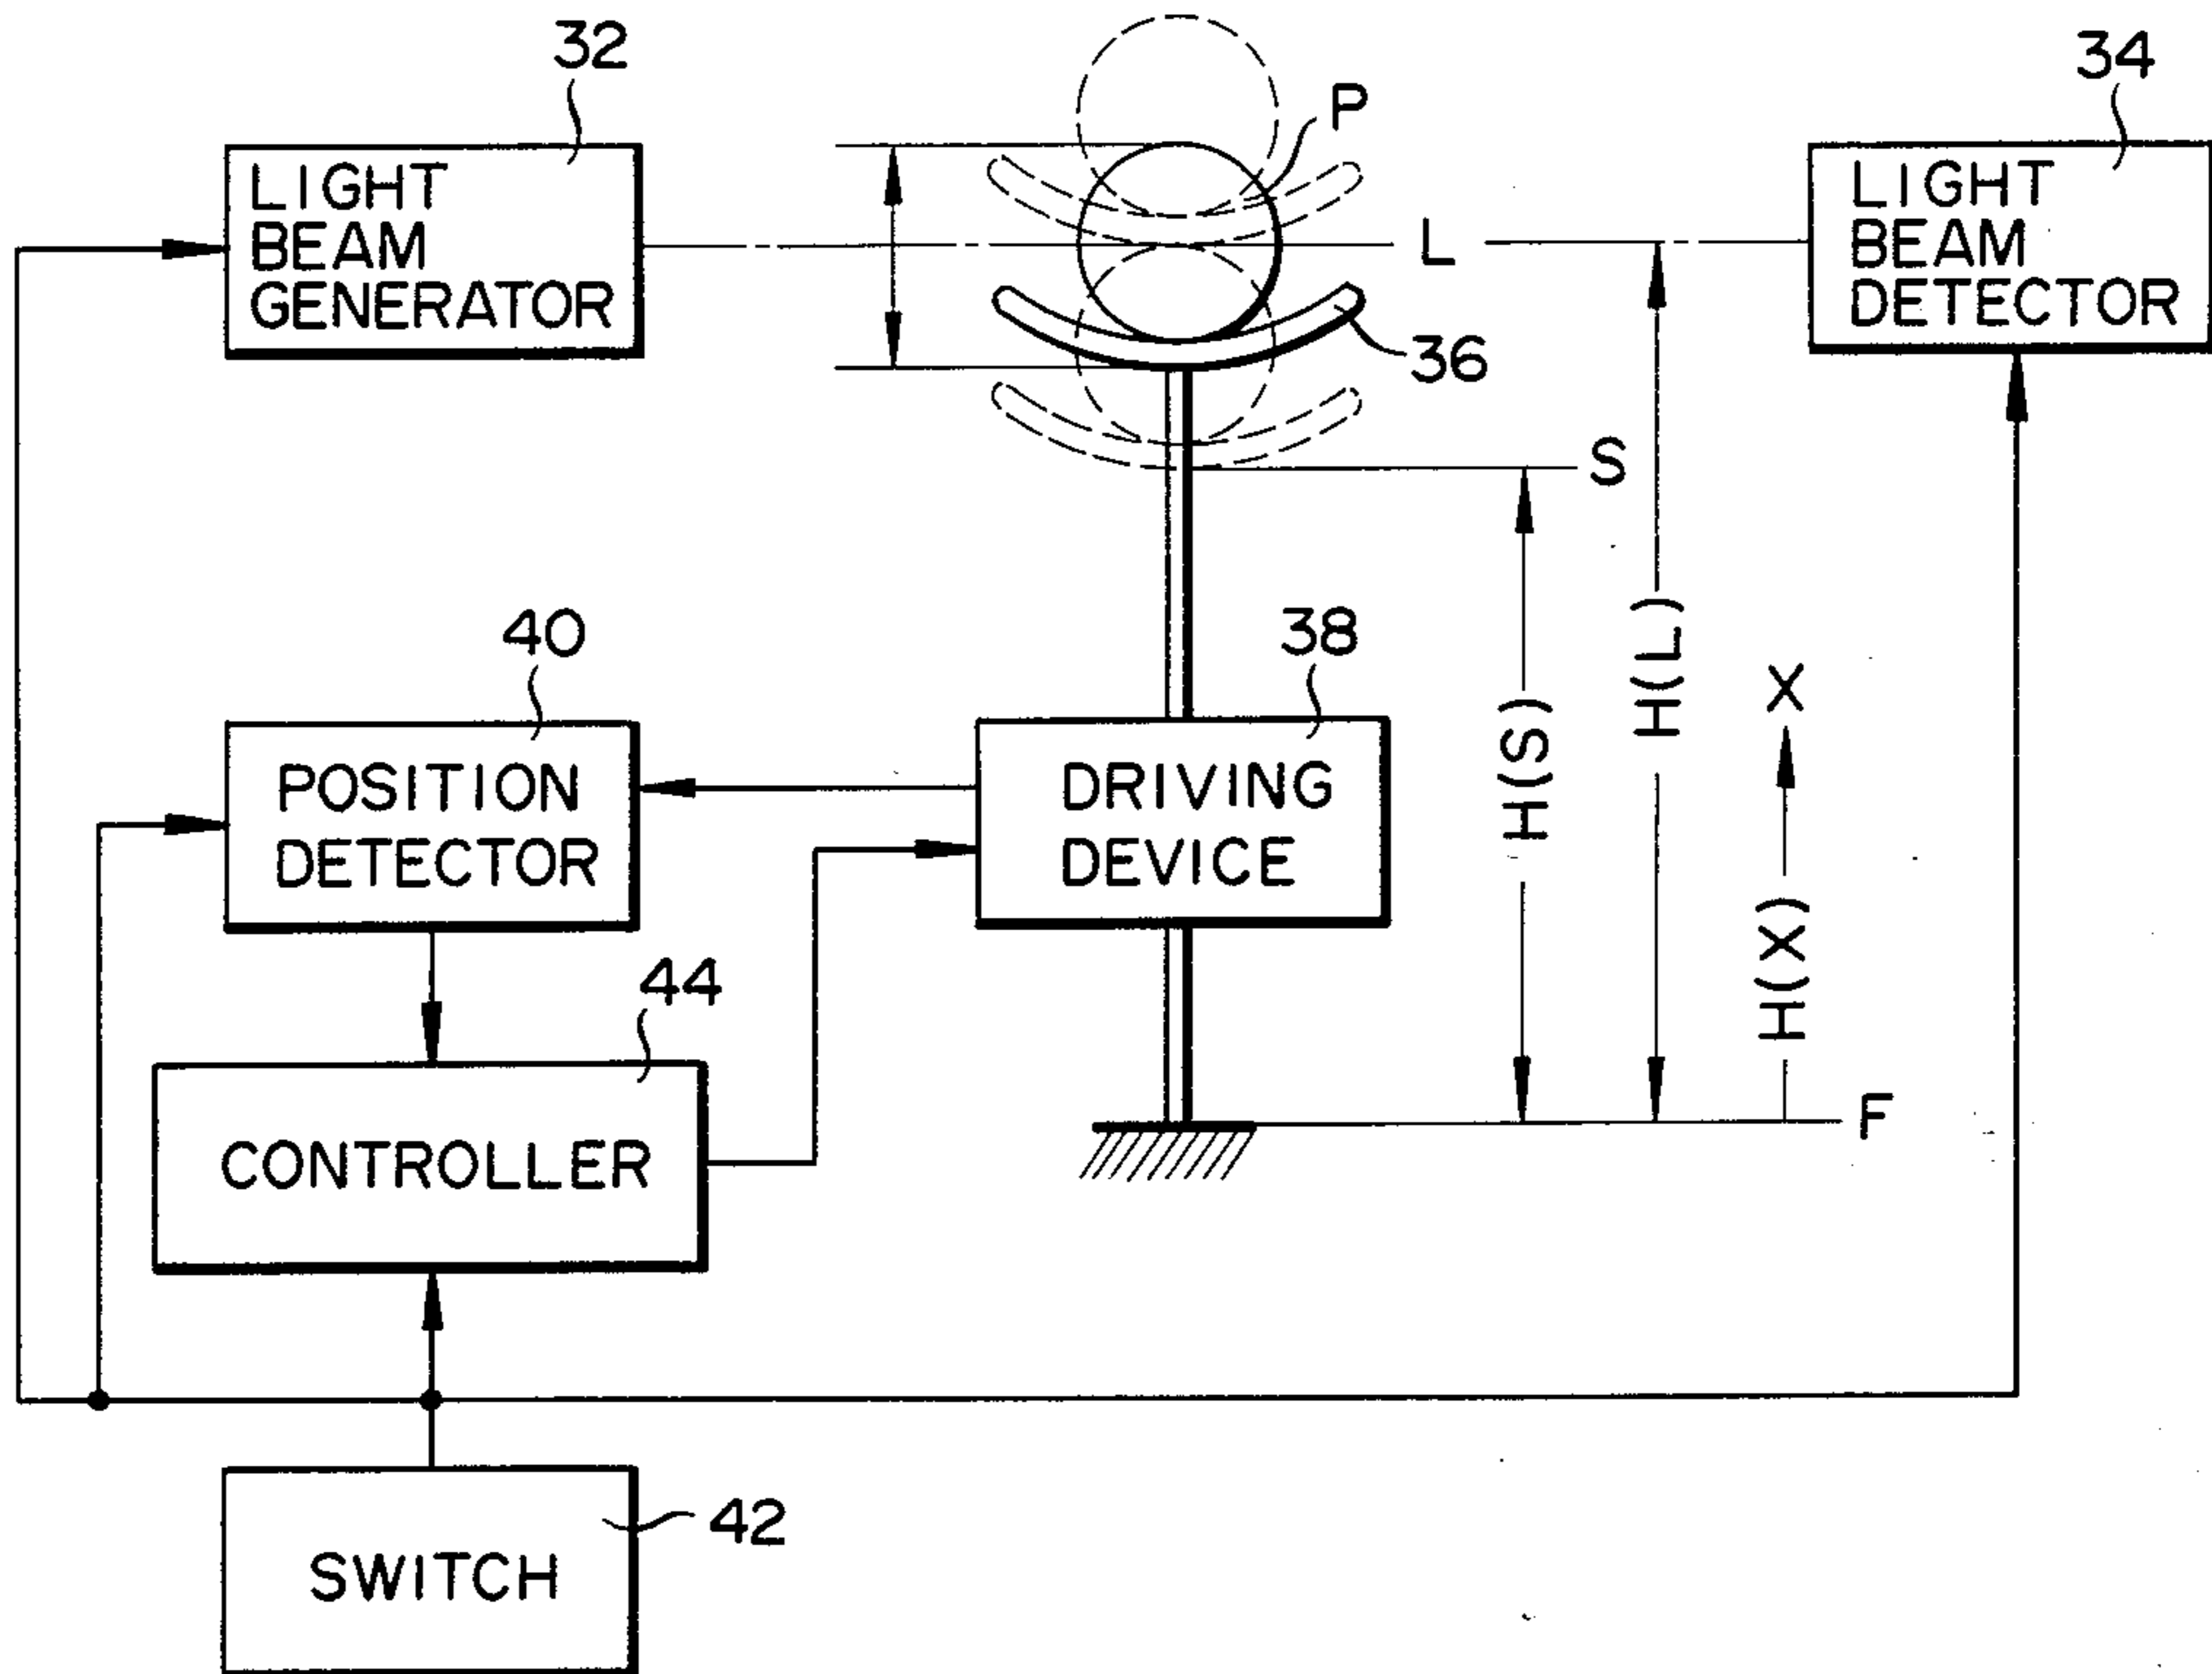 32
34
P
LIGHT
BEAM
GENERATOR
L
LIGHT
BEAM
DETECTOR
36
S
40
38
H(S)
H(L)
X
POSITION
DETECTOR
DRIVING
DEVICE
H(X)
44
F
CONTROLLER
42
SWITCH